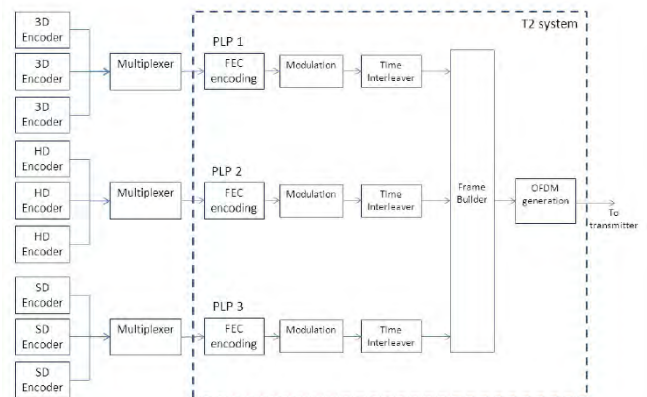 T2 system
3D
Encoder
3D
Encoder
3D
Encoder
Multiplexer
PLP 1
FEC
encoding
Modulation
Time
Interleaver
HD
Encoder
HD
Encoder
HD
Encoder
Multiplexer
PLP 2
FEC
encoding
Modulation
Time
Interleaver
Frame
Builder
OFDM
generation
To
transmitter
SD
Encoder
SD
Encoder
SD
Encoder
Multiplexer
PLP 3
FEC
encoding
Modulation
Time
Interleaver